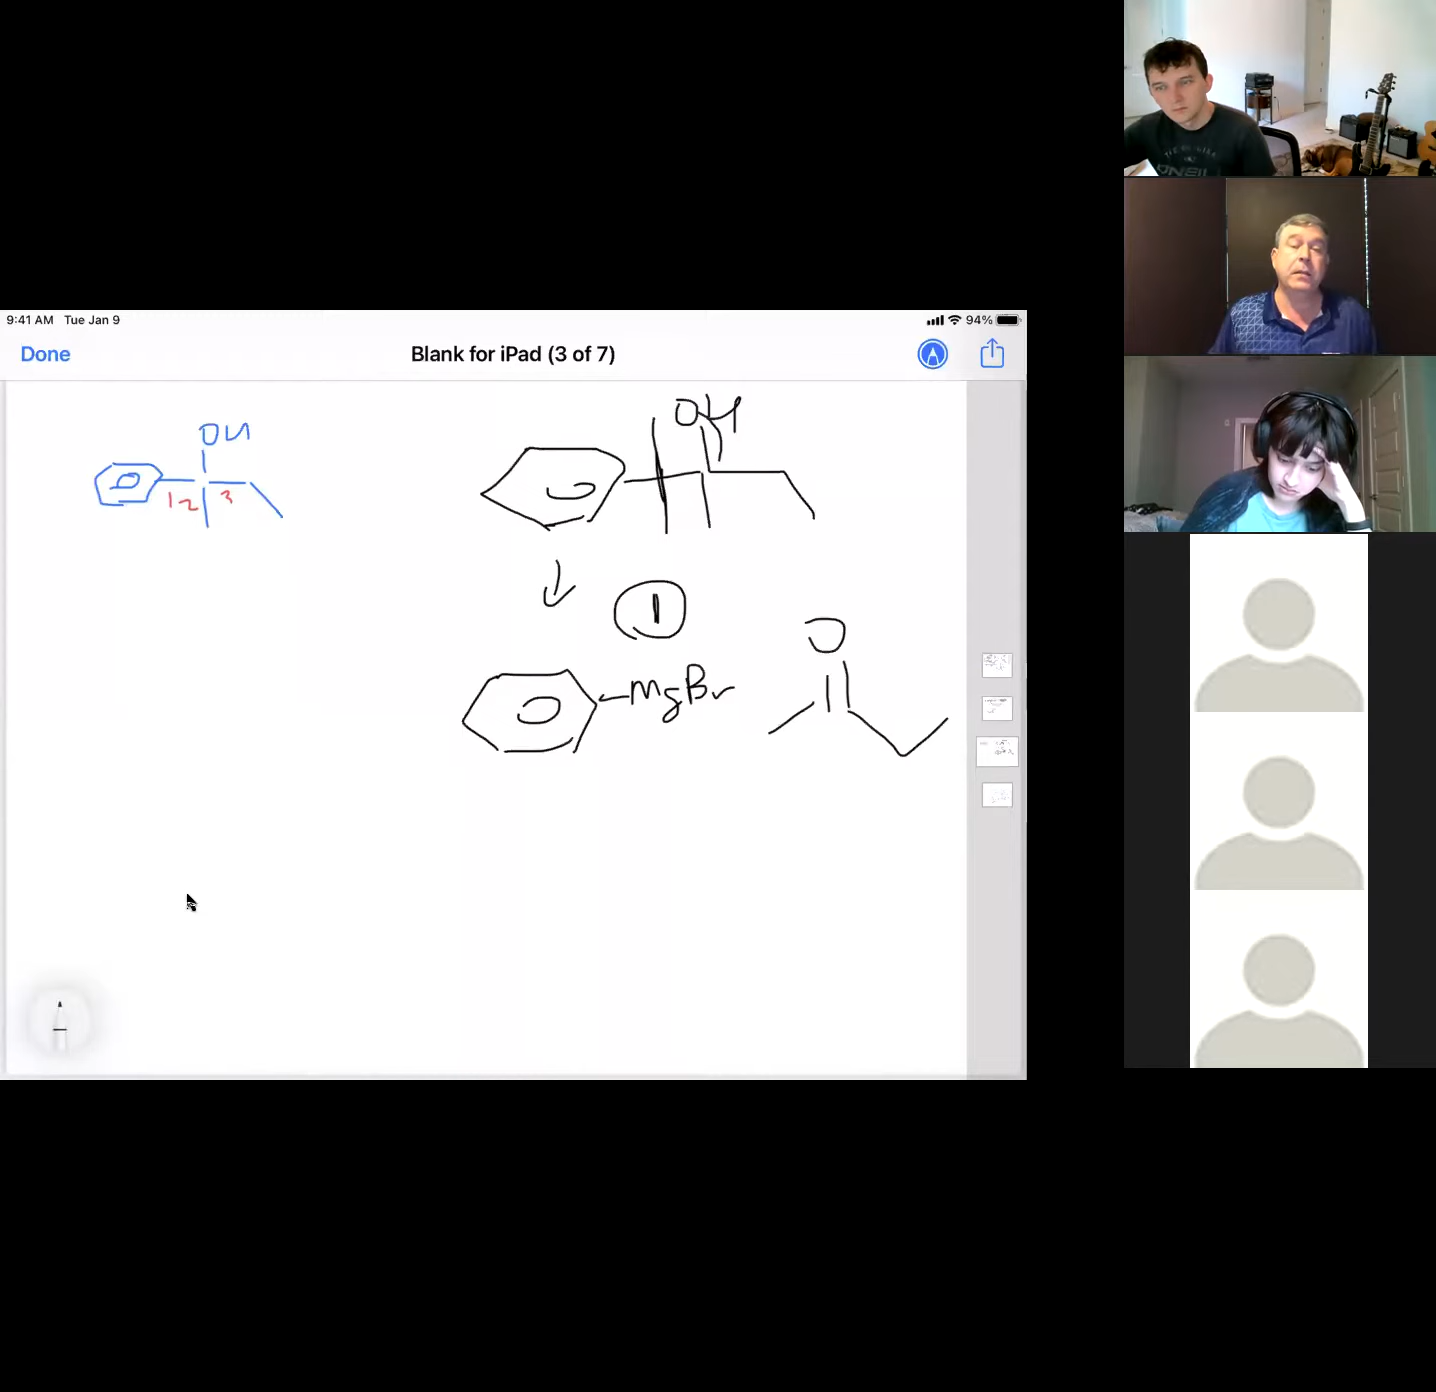 9:41 AM Tue Jan 9
94%
Done
Blank for iPad (3 of 7)
OH
1 2 3
OH
1
MgBr
O